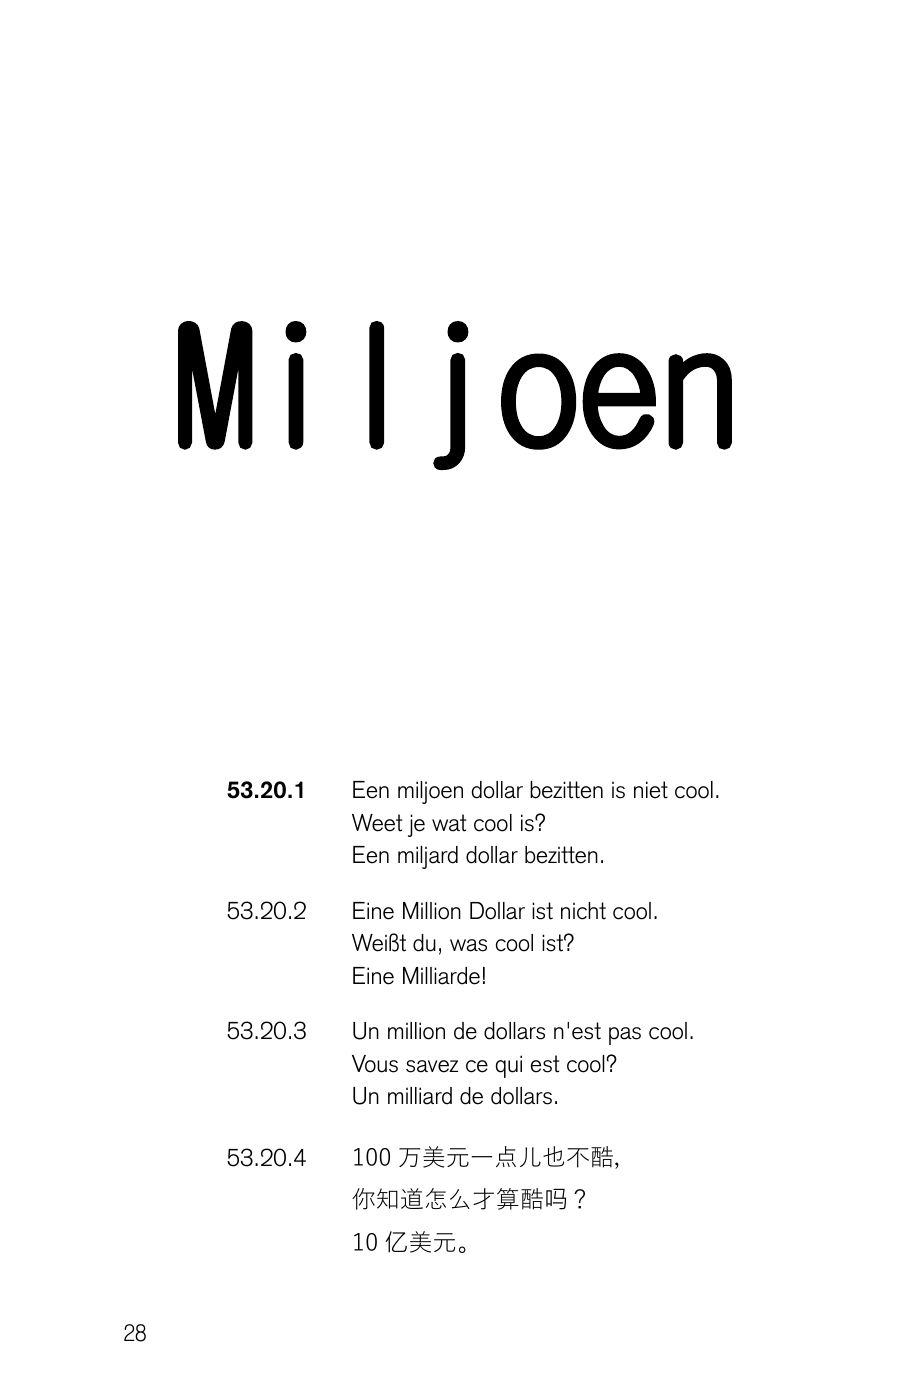 Miljoen
53.20.1 Een miljoen dollar bezitten is niet cool.
Weet je wat cool is?
Een miljard dollar bezitten.
53.20.2 Eine Million Dollar ist nicht cool.
Weißt du, was cool ist?
Eine Milliarde!
53.20.3 Un million de dollars n'est pas cool.
Vous savez ce qui est cool?
Un milliard de dollars.
53.20.4 100 万美元一点儿也不酷,
你知道怎么才算酷吗？
10 亿美元。
28